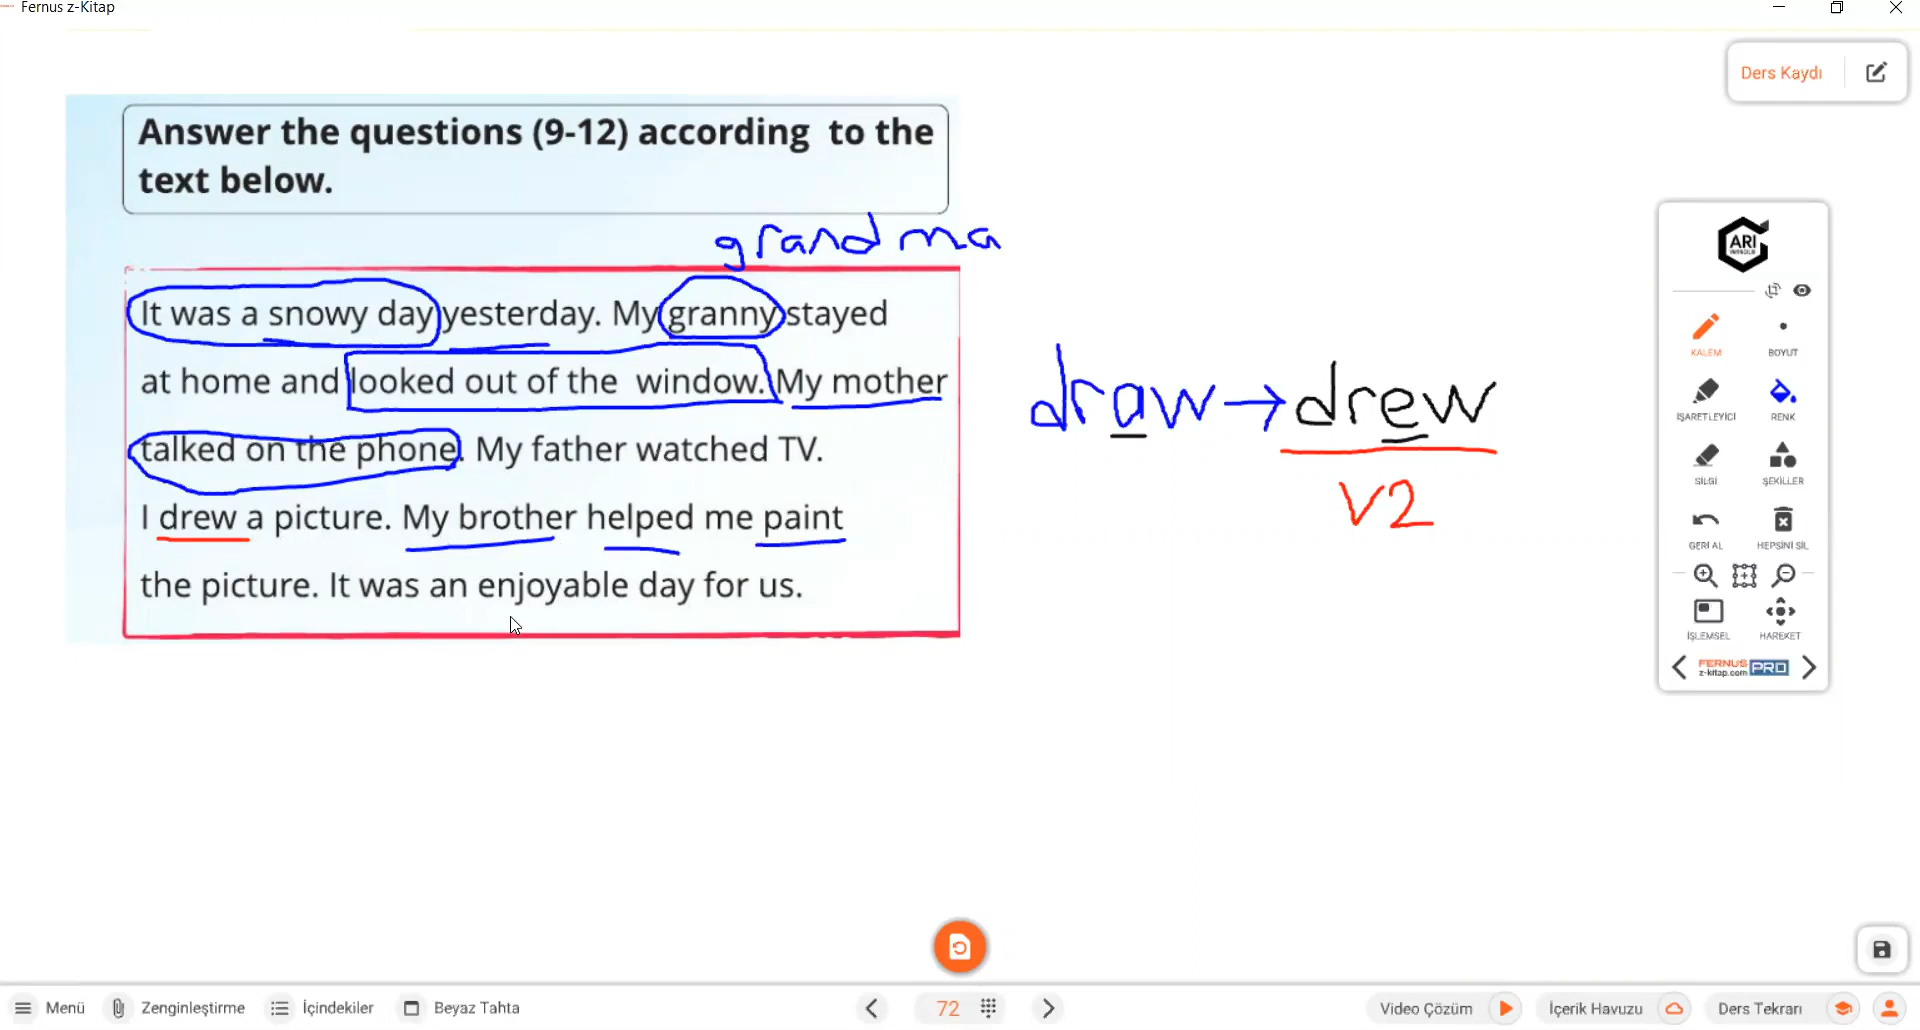 Fernus z-Kitap
Ders Kaydı
Answer the questions (9-12) according to the
text below.
grandma
It was a snowy day yesterday. My granny stayed
at home and looked out of the window. My mother
talked on the phone. My father watched TV.
I drew a picture. My brother helped me paint
the picture. It was an enjoyable day for us.
draw → drew
V2
ARI
KALEM BOYUT
İŞARETLEYİCİ RENK
SİLGİ ŞEKİLLER
GERİ AL HEPSİNİ SİL
İŞLEMSEL HAREKET
FERNUS
z-kitap.com PRO
Menü Zenginleştirme İçindekiler Beyaz Tahta 72 Video Çözüm İçerik Havuzu Ders Tekrarı